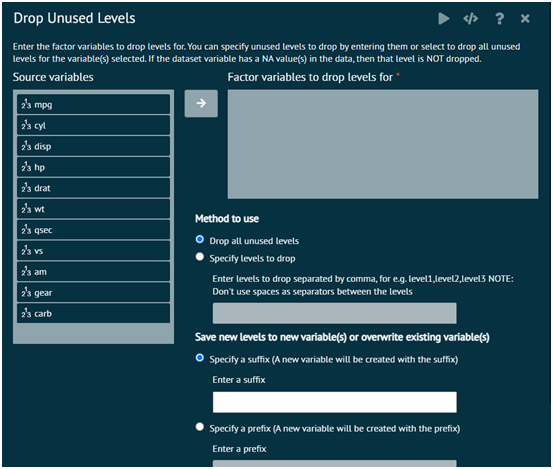 Drop Unused Levels
Enter the factor variables to drop levels for. You can specify unused levels to drop by entering them or select to drop all unused
levels for the variable(s) selected. If the dataset variable has a NA value(s) in the data, then that level is NOT dropped.
Source variables
mpg
cyl
disp
hp
drat
wt
qsec
vs
am
gear
carb
Factor variables to drop levels for *
Method to use
Drop all unused levels
Specify levels to drop
Enter levels to drop separated by comma, for e.g. level1,level2,level3 NOTE:
Don't use spaces as separators between the levels
Save new levels to new variable(s) or overwrite existing variable(s)
Specify a suffix (A new variable will be created with the suffix)
Enter a suffix
Specify a prefix (A new variable will be created with the prefix)
Enter a prefix